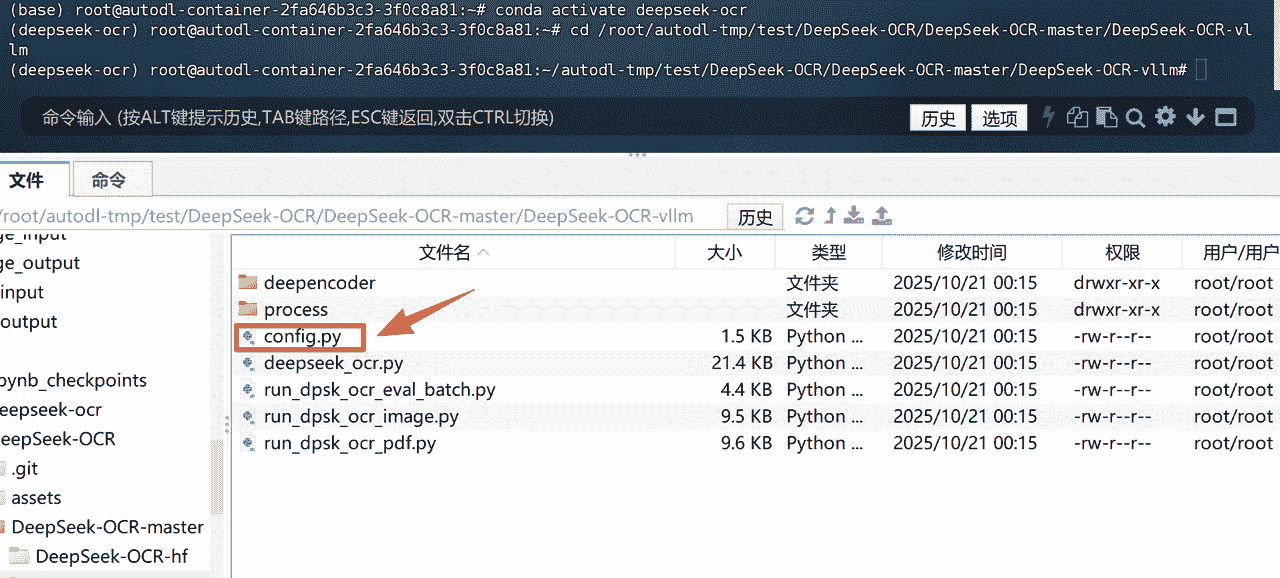 (base) root@autodl-container-2fa646b3c3-3f0c8a81:~# conda activate deepseek-ocr
(deepseek-ocr) root@autodl-container-2fa646b3c3-3f0c8a81:~# cd /root/autodl-tmp/test/DeepSeek-OCR/DeepSeek-OCR-master/DeepSeek-OCR-vl
lm
(deepseek-ocr) root@autodl-container-2fa646b3c3-3f0c8a81:~/autodl-tmp/test/DeepSeek-OCR/DeepSeek-OCR-master/DeepSeek-OCR-vllm#
命令输入 (按ALT键提示历史,TAB键路径,ESC键返回,双击CTRL切换) 历史 选项
文件 命令
/root/autodl-tmp/test/DeepSeek-OCR/DeepSeek-OCR-master/DeepSeek-OCR-vllm 历史
ge_input
ge_output
input
output
pynb_checkpoints
eepseek-ocr
eepSeek-OCR
.git
assets
DeepSeek-OCR-master
DeepSeek-OCR-hf
文件名 大小 类型 修改时间 权限 用户/用户
deepencoder 文件夹 2025/10/21 00:15 drwxr-xr-x root/root
process 文件夹 2025/10/21 00:15 drwxr-xr-x root/root
config.py 1.5 KB Python ... 2025/10/21 00:15 -rw-r--r-- root/root
deepseek_ocr.py 21.4 KB Python ... 2025/10/21 00:15 -rw-r--r-- root/root
run_dpsk_ocr_eval_batch.py 4.4 KB Python ... 2025/10/21 00:15 -rw-r--r-- root/root
run_dpsk_ocr_image.py 9.5 KB Python ... 2025/10/21 00:15 -rw-r--r-- root/root
run_dpsk_ocr_pdf.py 9.6 KB Python ... 2025/10/21 00:15 -rw-r--r-- root/root